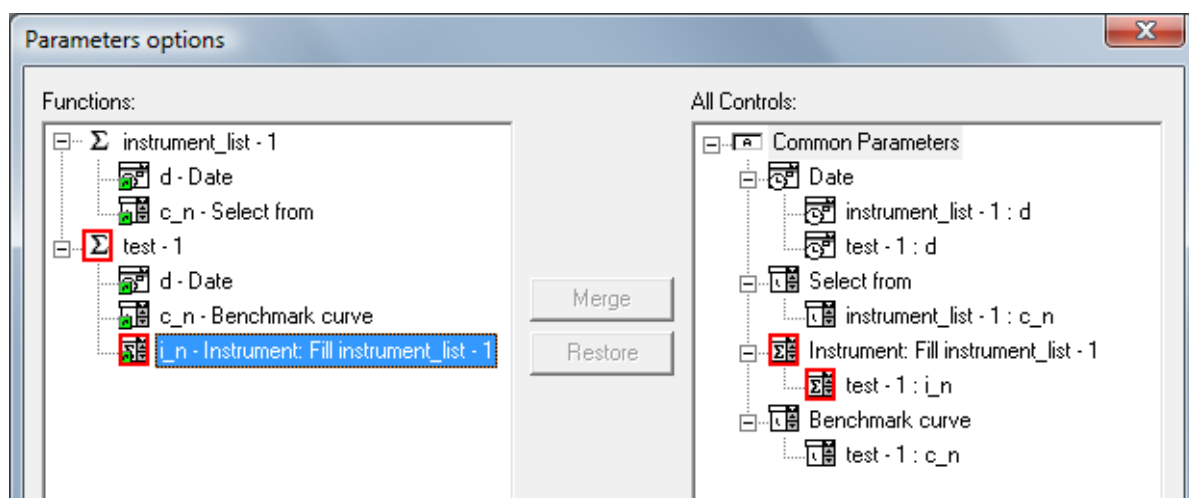 Parameters options
Functions:
instrument_list - 1
d - Date
c_n - Select from
test - 1
d - Date
c_n - Benchmark curve
i_n - Instrument: Fill instrument_list - 1
Merge
Restore
All Controls:
Common Parameters
Date
instrument_list - 1 : d
test - 1 : d
Select from
instrument_list - 1 : c_n
Instrument: Fill instrument_list - 1
test - 1 : i_n
Benchmark curve
test - 1 : c_n